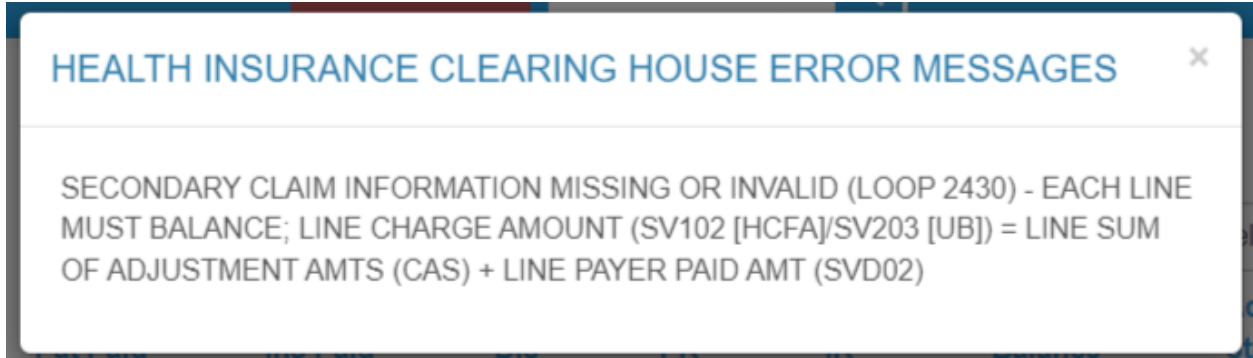 HEALTH INSURANCE CLEARING HOUSE ERROR MESSAGES ×
SECONDARY CLAIM INFORMATION MISSING OR INVALID (LOOP 2430) - EACH LINE
MUST BALANCE; LINE CHARGE AMOUNT (SV102 [HCFA]/SV203 [UB]) = LINE SUM
OF ADJUSTMENT AMTS (CAS) + LINE PAYER PAID AMT (SVD02)